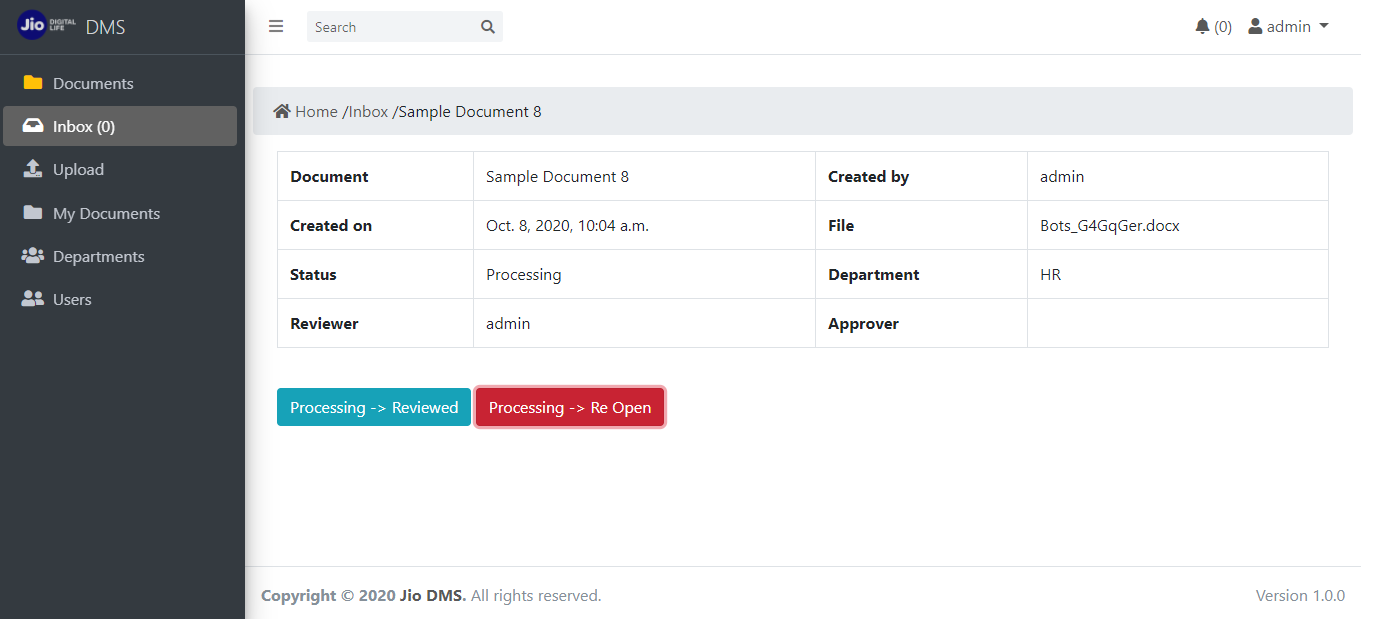 Jio DIGITAL LIFE DMS
Search
(0) admin
Documents
Inbox (0)
Upload
My Documents
Departments
Users
Home /Inbox /Sample Document 8
Document Sample Document 8 Created by admin
Created on Oct. 8, 2020, 10:04 a.m. File Bots_G4GqGer.docx
Status Processing Department HR
Reviewer admin Approver
Processing -> Reviewed Processing -> Re Open
Copyright © 2020 Jio DMS. All rights reserved. Version 1.0.0